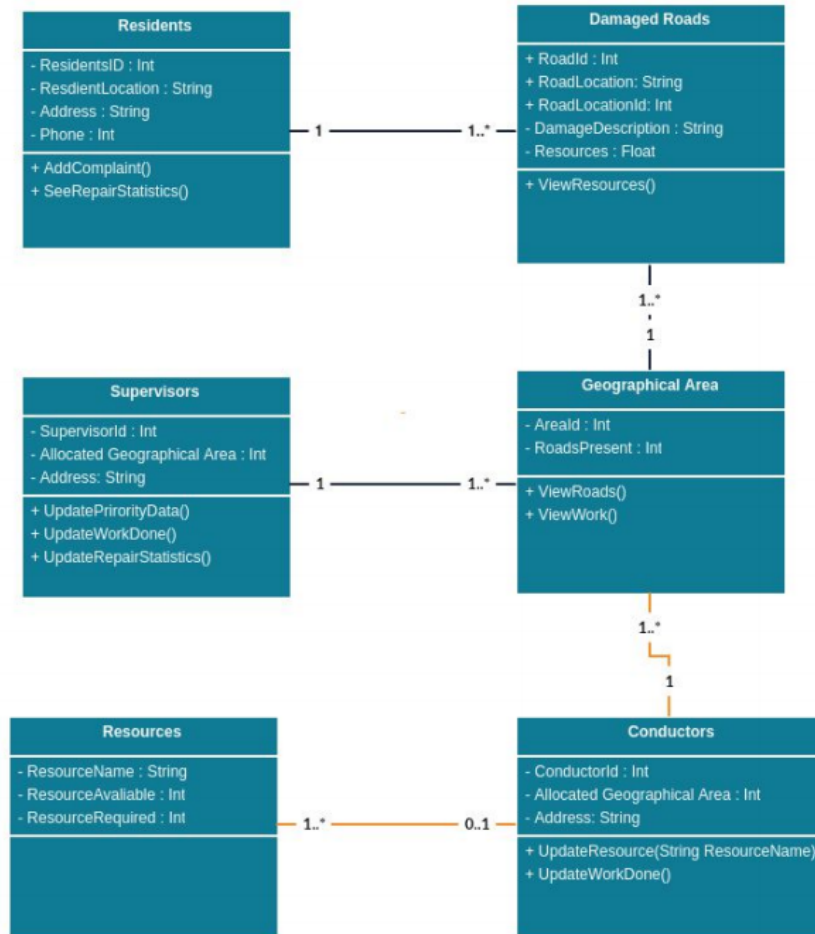 Residents
- ResidentsID : Int
- ResdientLocation : String
- Address : String
- Phone : Int
+ AddComplaint()
+ SeeRepairStatistics()
1
1..*
Damaged Roads
+ RoadId : Int
+ RoadLocation: String
+ RoadLocationId: Int
- DamageDescription : String
- Resources : Float
+ ViewResources()
1..*
1
Supervisors
- SupervisorId : Int
- Allocated Geographical Area : Int
- Address: String
+ UpdatePrirorityData()
+ UpdateWorkDone()
+ UpdateRepairStatistics()
1
1..*
Geographical Area
- AreaId : Int
- RoadsPresent : Int
+ ViewRoads()
+ ViewWork()
1..*
1
Resources
- ResourceName : String
- ResourceAvaliable : Int
- ResourceRequired : Int
1..*
0..1
Conductors
- ConductorId : Int
- Allocated Geographical Area : Int
- Address: String
+ UpdateResource(String ResourceName)
+ UpdateWorkDone()